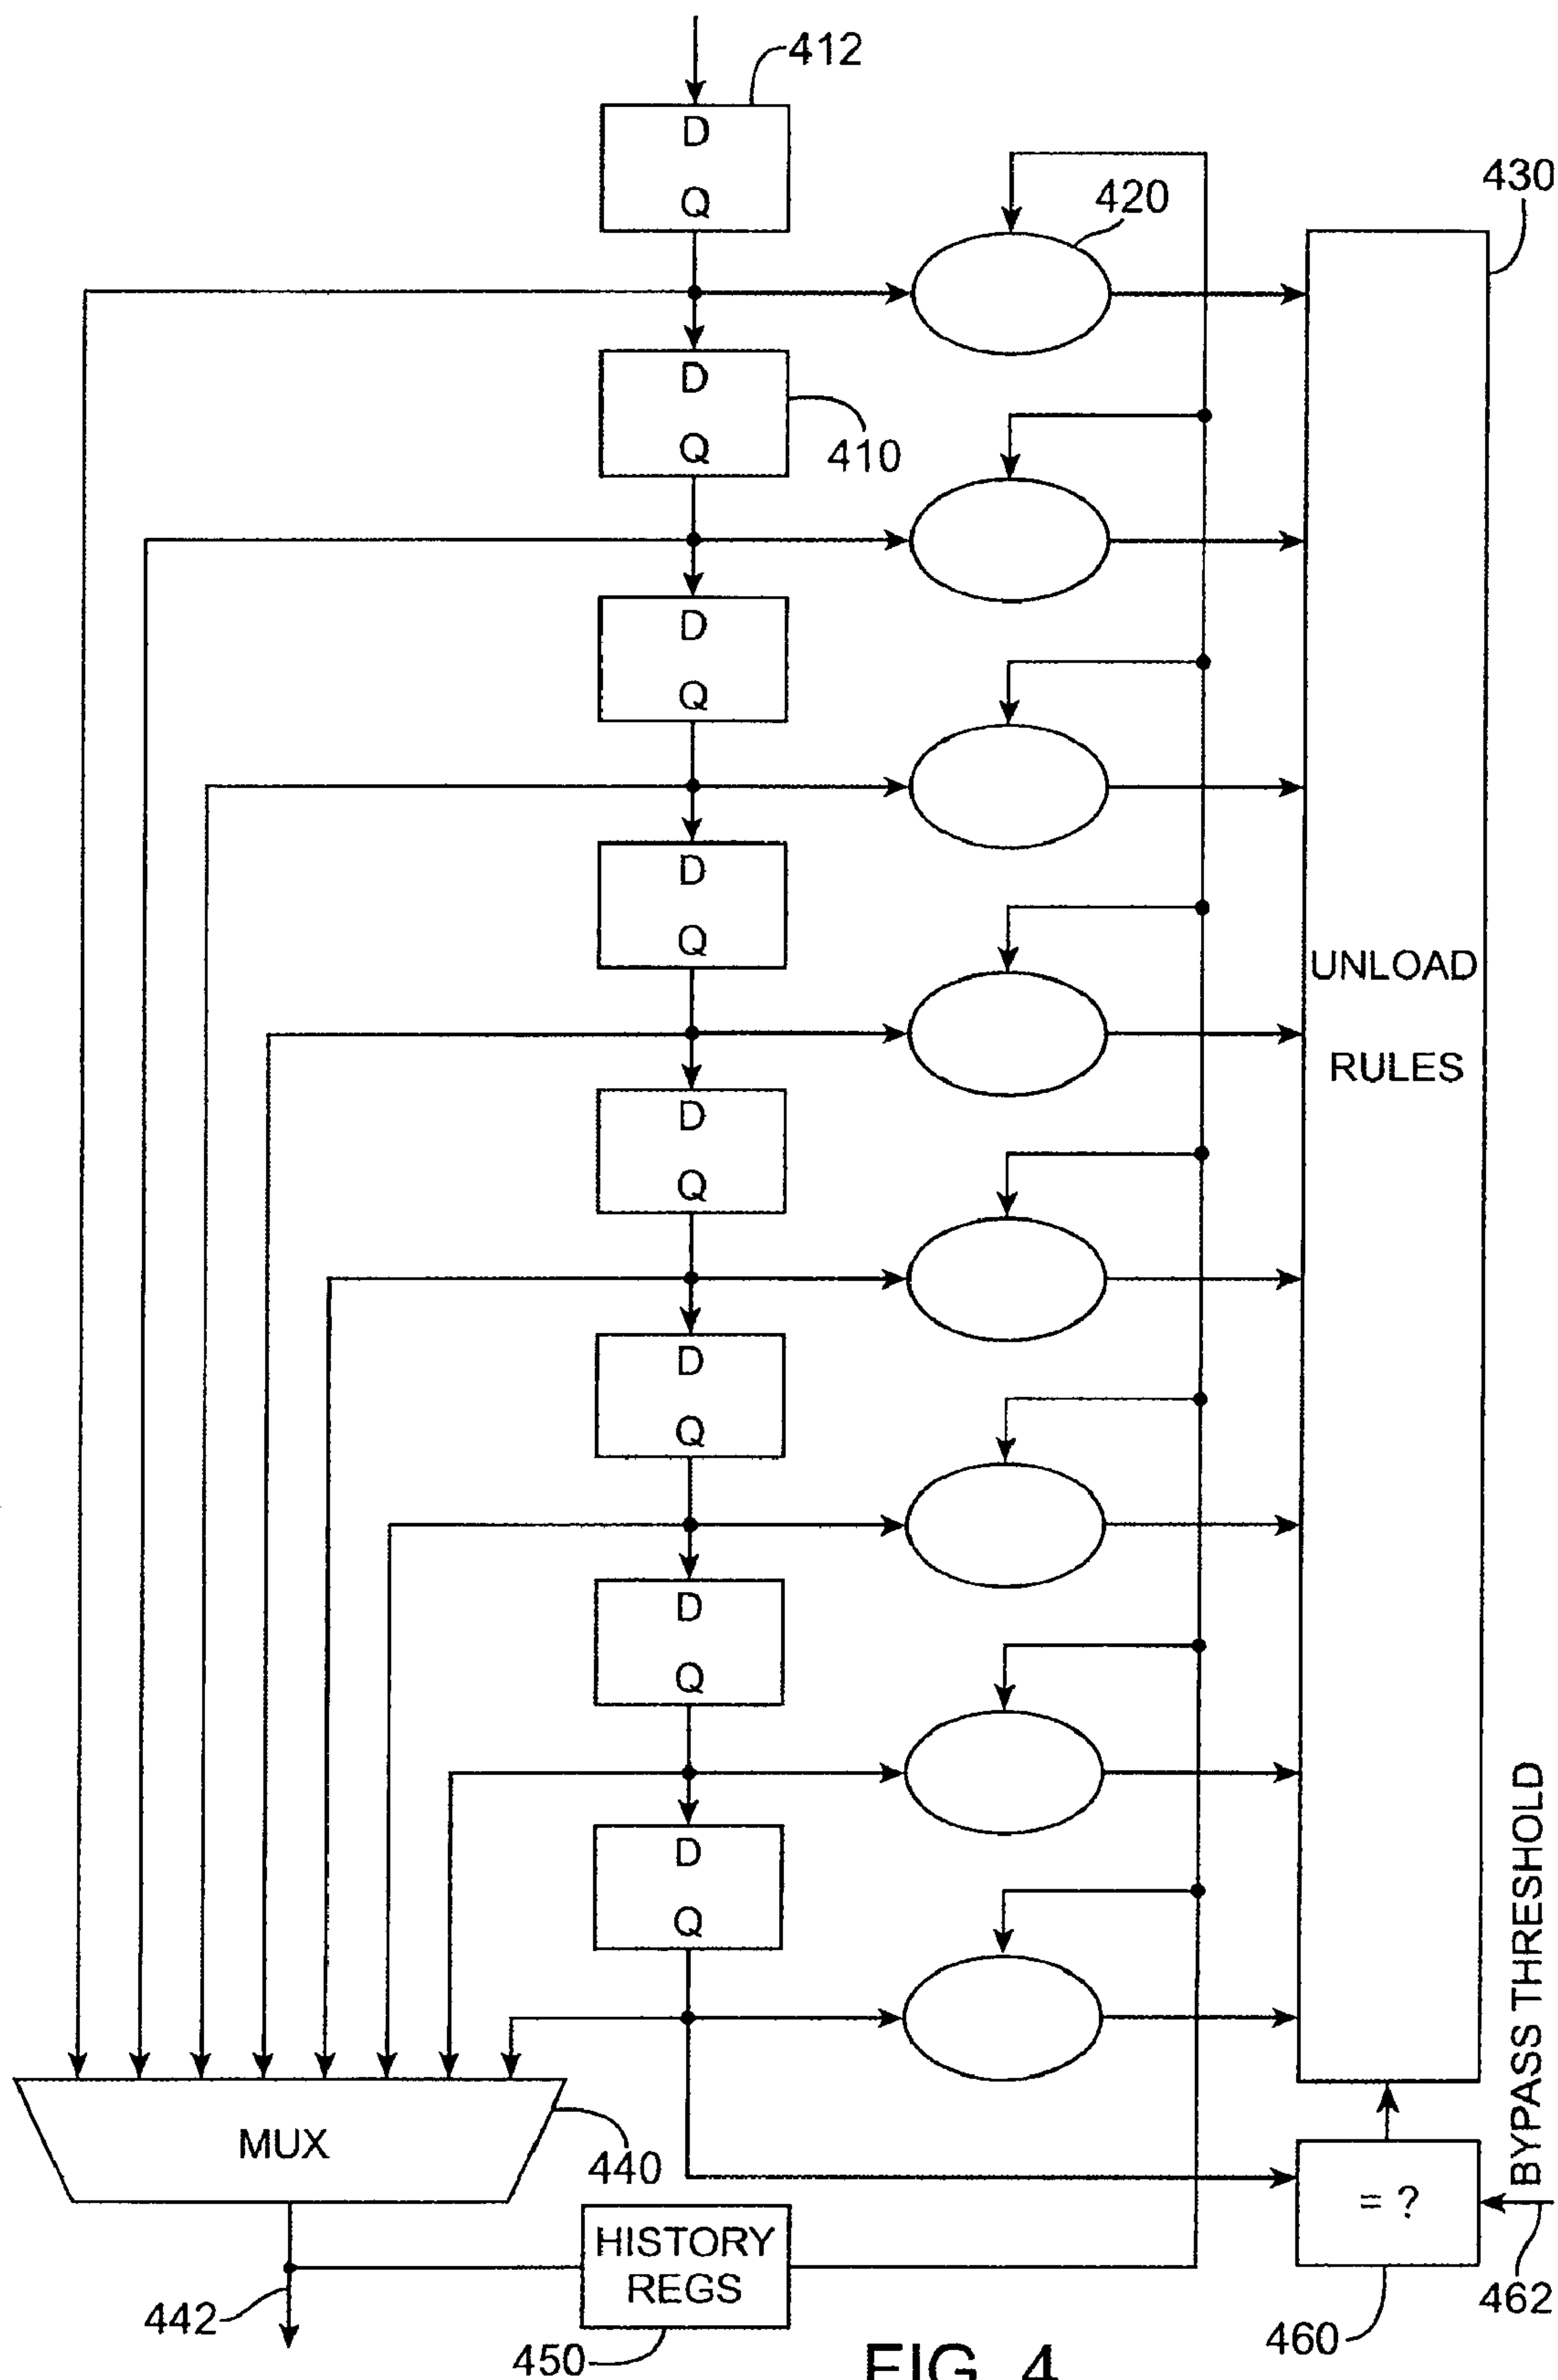 412
D
Q
430
420
D
Q
410
D
Q
D
Q
UNLOAD
RULES
D
Q
D
Q
D
Q
D
Q
BYPASS THRESHOLD
MUX
440
= ?
HISTORY
REGS
442
462
460
450
FIG. 4